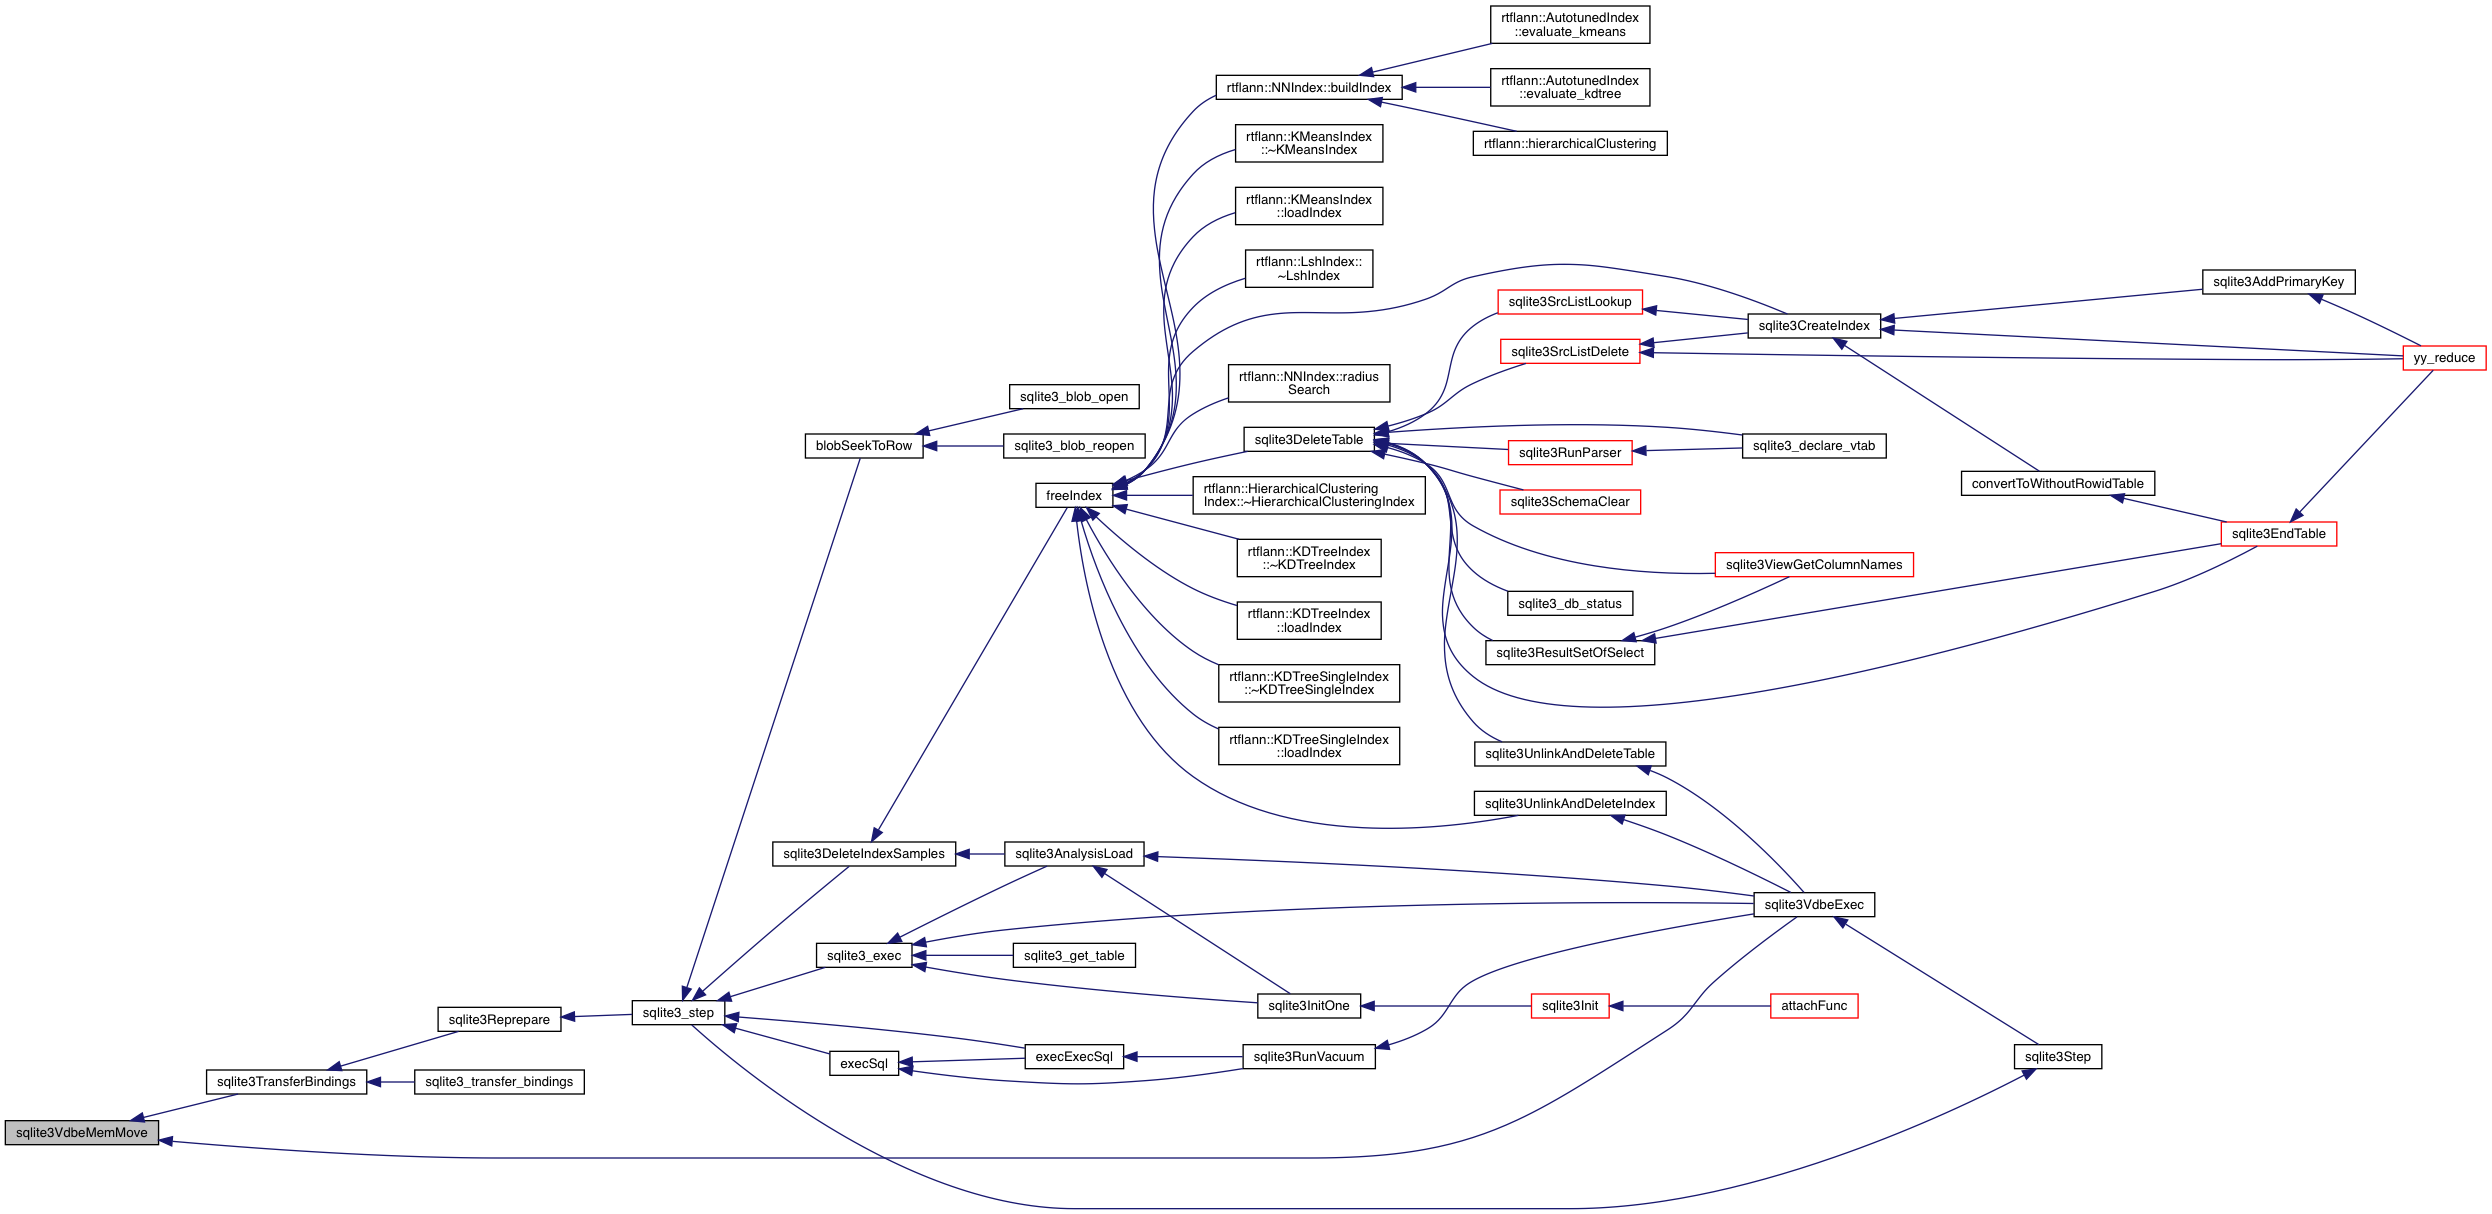 rtflann::AutotunedIndex
::evaluate_kmeans
rtflann::NNIndex::buildIndex
rtflann::AutotunedIndex
::evaluate_kdtree
rtflann::hierarchicalClustering
rtflann::KMeansIndex
::~KMeansIndex
rtflann::KMeansIndex
::loadIndex
rtflann::LshIndex::
~LshIndex
sqlite3AddPrimaryKey
sqlite3SrcListLookup
sqlite3CreateIndex
sqlite3SrcListDelete
yy_reduce
rtflann::NNIndex::radius
Search
sqlite3_blob_open
sqlite3DeleteTable
blobSeekToRow
sqlite3_blob_reopen
sqlite3_declare_vtab
sqlite3RunParser
convertToWithoutRowidTable
freeIndex
rtflann::HierarchicalClustering
Index::~HierarchicalClusteringIndex
sqlite3SchemaClear
sqlite3EndTable
rtflann::KDTreeIndex
::~KDTreeIndex
sqlite3ViewGetColumnNames
sqlite3_db_status
rtflann::KDTreeIndex
::loadIndex
sqlite3ResultSetOfSelect
rtflann::KDTreeSingleIndex
::~KDTreeSingleIndex
rtflann::KDTreeSingleIndex
::loadIndex
sqlite3UnlinkAndDeleteTable
sqlite3UnlinkAndDeleteIndex
sqlite3DeleteIndexSamples
sqlite3AnalysisLoad
sqlite3VdbeExec
sqlite3_exec
sqlite3_get_table
sqlite3InitOne
sqlite3Init
attachFunc
sqlite3_step
sqlite3Reprepare
execExecSql
sqlite3RunVacuum
sqlite3Step
execSql
sqlite3TransferBindings
sqlite3_transfer_bindings
sqlite3VdbeMemMove